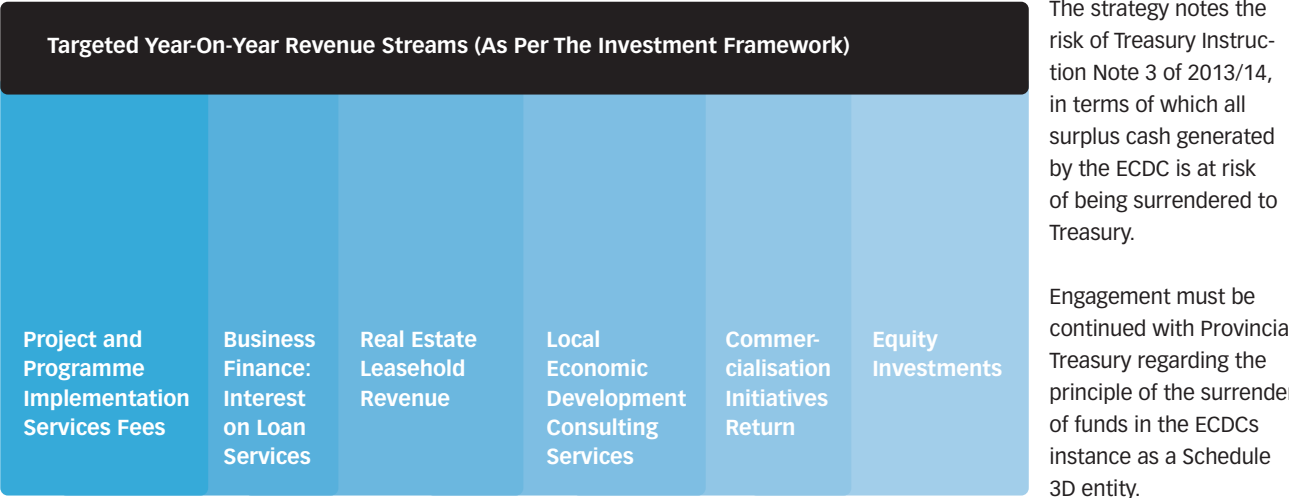 Targeted Year-On-Year Revenue Streams (As Per The Investment Framework)
Project and
Programme
Implementation
Services Fees
Business
Finance:
Interest
on Loan
Services
Real Estate
Leasehold
Revenue
Local
Economic
Development
Consulting
Services
Commer-
cialisation
Initiatives
Return
Equity
Investments
The strategy notes the
risk of Treasury Instruc-
tion Note 3 of 2013/14,
in terms of which all
surplus cash generated
by the ECDC is at risk
of being surrendered to
Treasury.
Engagement must be
continued with Provincia
Treasury regarding the
principle of the surrender
of funds in the ECDCs
instance as a Schedule
3D entity.